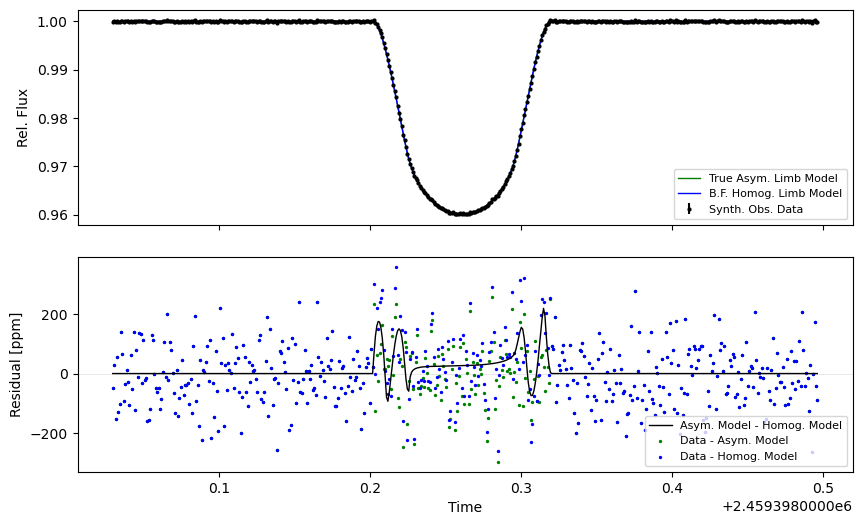 1.00
0.99
0.98
0.97
0.96
Rel. Flux
True Asym. Limb Model
B.F. Homog. Limb Model
Synth. Obs. Data
200
0
−200
Residual [ppm]
Asym. Model - Homog. Model
Data - Asym. Model
Data - Homog. Model
0.1 0.2 0.3 0.4 0.5
+2.4593980000e6
Time